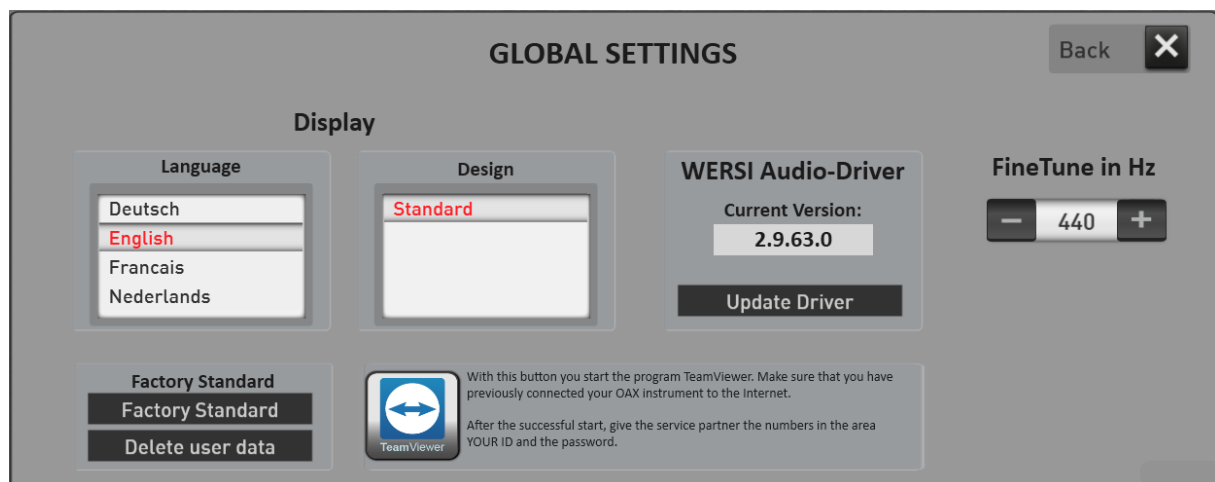 GLOBAL SETTINGS
Back
Display
Language
Deutsch
English
Francais
Nederlands
Design
Standard
WERSI Audio-Driver
Current Version:
2.9.63.0
Update Driver
FineTune in Hz
− 440 +
Factory Standard
Factory Standard
Delete user data
TeamViewer
With this button you start the program TeamViewer. Make sure that you have
previously connected your OAX instrument to the Internet.
After the successful start, give the service partner the numbers in the area
YOUR ID and the password.